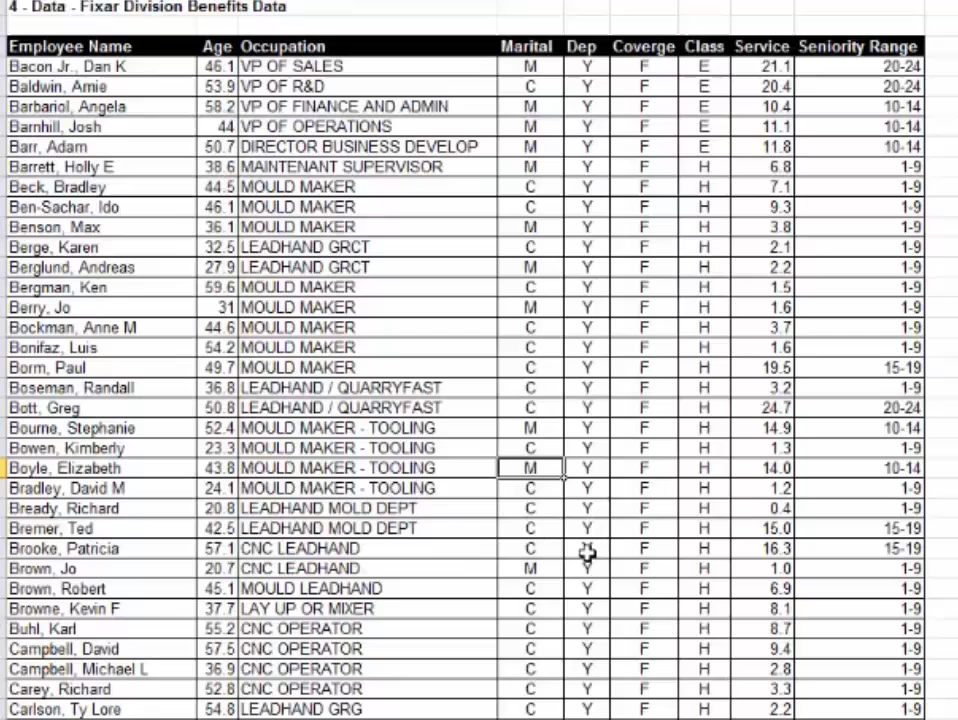 4 - Data - Fixar Division Benefits Data
Employee Name Age Occupation Marital Dep Coverge Class Service Seniority Range
Bacon Jr., Dan K 46.1 VP OF SALES M Y F E 21.1 20-24
Baldwin, Amie 53.9 VP OF R&D C Y F E 20.4 20-24
Barbariol, Angela 58.2 VP OF FINANCE AND ADMIN M Y F E 10.4 10-14
Barnhill, Josh 44 VP OF OPERATIONS M Y F E 11.1 10-14
Barr, Adam 50.7 DIRECTOR BUSINESS DEVELOP M Y F E 11.8 10-14
Barrett, Holly E 38.6 MAINTENANT SUPERVISOR M Y F H 6.8 1-9
Beck, Bradley 44.5 MOULD MAKER C Y F H 7.1 1-9
Ben-Sachar, Ido 46.1 MOULD MAKER C Y F H 9.3 1-9
Benson, Max 36.1 MOULD MAKER M Y F H 3.8 1-9
Berge, Karen 32.5 LEADHAND GRCT C Y F H 2.1 1-9
Berglund, Andreas 27.9 LEADHAND GRCT M Y F H 2.2 1-9
Bergman, Ken 59.6 MOULD MAKER C Y F H 1.5 1-9
Berry, Jo 31 MOULD MAKER M Y F H 1.6 1-9
Bockman, Anne M 44.6 MOULD MAKER C Y F H 3.7 1-9
Bonifaz, Luis 54.2 MOULD MAKER C Y F H 1.6 1-9
Borm, Paul 49.7 MOULD MAKER C Y F H 19.5 15-19
Boseman, Randall 36.8 LEADHAND / QUARRYFAST C Y F H 3.2 1-9
Bott, Greg 50.8 LEADHAND / QUARRYFAST C Y F H 24.7 20-24
Bourne, Stephanie 52.4 MOULD MAKER - TOOLING M Y F H 14.9 10-14
Bowen, Kimberly 23.3 MOULD MAKER - TOOLING C Y F H 1.3 1-9
Boyle, Elizabeth 43.8 MOULD MAKER - TOOLING M Y F H 14.0 10-14
Bradley, David M 24.1 MOULD MAKER - TOOLING C Y F H 1.2 1-9
Bready, Richard 20.8 LEADHAND MOLD DEPT C Y F H 0.4 1-9
Bremer, Ted 42.5 LEADHAND MOLD DEPT C Y F H 15.0 15-19
Brooke, Patricia 57.1 CNC LEADHAND C F H 16.3 15-19
Brown, Jo 20.7 CNC LEADHAND M Y F H 1.0 1-9
Brown, Robert 45.1 MOULD LEADHAND C Y F H 6.9 1-9
Browne, Kevin F 37.7 LAY UP OR MIXER C Y F H 8.1 1-9
Buhl, Karl 55.2 CNC OPERATOR C Y F H 8.7 1-9
Campbell, David 57.5 CNC OPERATOR C Y F H 9.4 1-9
Campbell, Michael L 36.9 CNC OPERATOR C Y F H 2.8 1-9
Carey, Richard 52.8 CNC OPERATOR C Y F H 3.3 1-9
Carlson, Ty Lore 54.8 LEADHAND GRG C Y F H 2.2 1-9